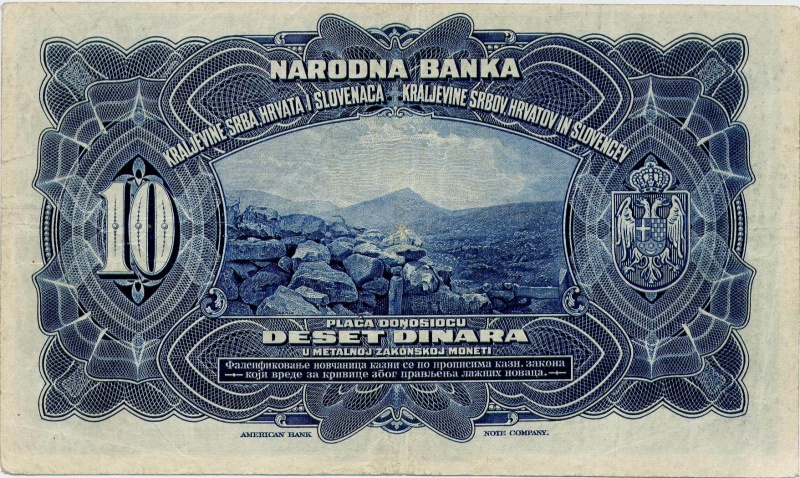 NARODNA BANKA
KRALJEVINE SRBA, HRVATA I SLOVENACA KRALJEVINE SRBOV, HRVATOV IN SLOVENCEV
10
PLAĆA DONOSIOCU
DESET DINARA
U METALNOJ ZAKONSKOJ MONETI
Фалсификовање новчаница казни се по прописима казн. закона
који вреде за кривице због прављења лажних новаца.
AMERICAN BANK NOTE COMPANY.